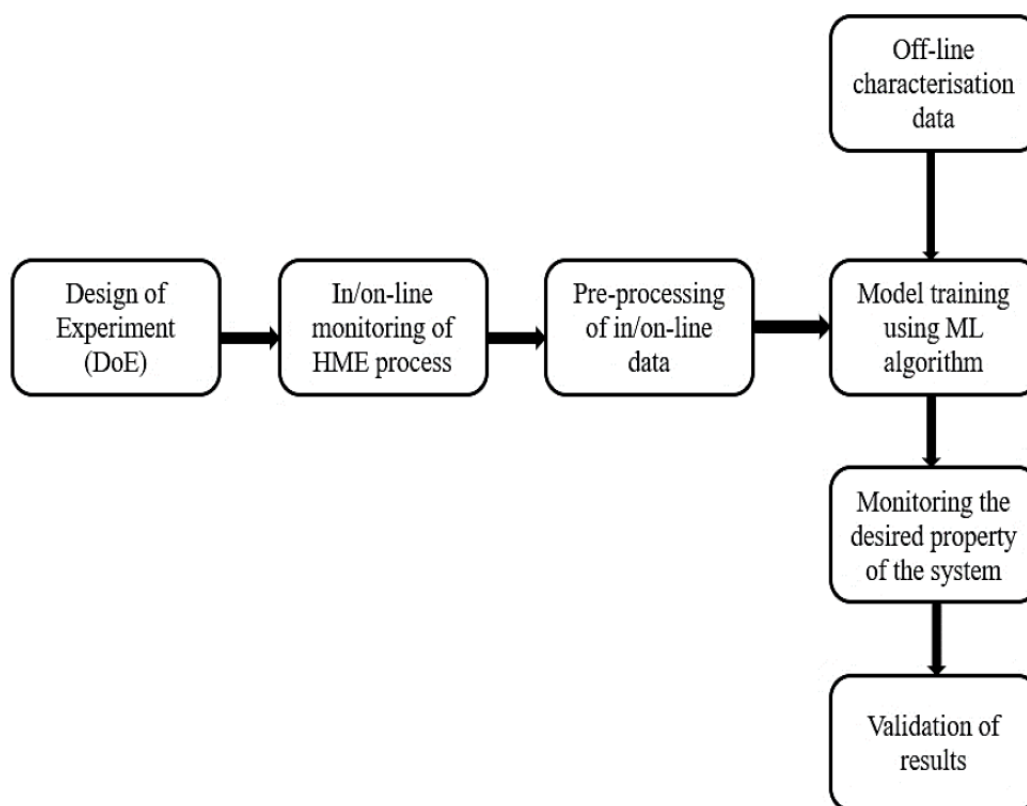 Off-line
characterisation
data
Design of
Experiment
(DoE)
In/on-line
monitoring of
HME process
Pre-processing
of in/on-line
data
Model training
using ML
algorithm
Monitoring the
desired property
of the system
Validation of
results